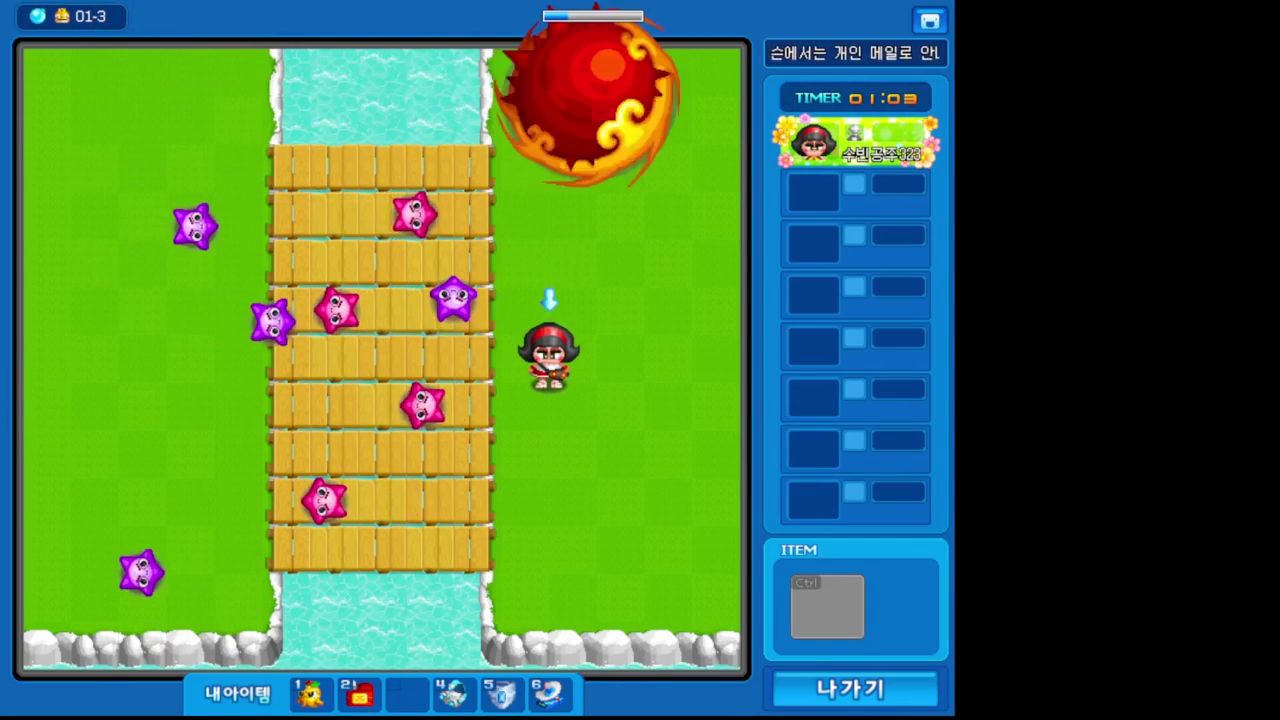 01-3
손에서는 개인 메일로 안
TIMER 01:03
수빈공주323
ITEM
Ctrl
내 아이템 1 2 4 5 6
나가기